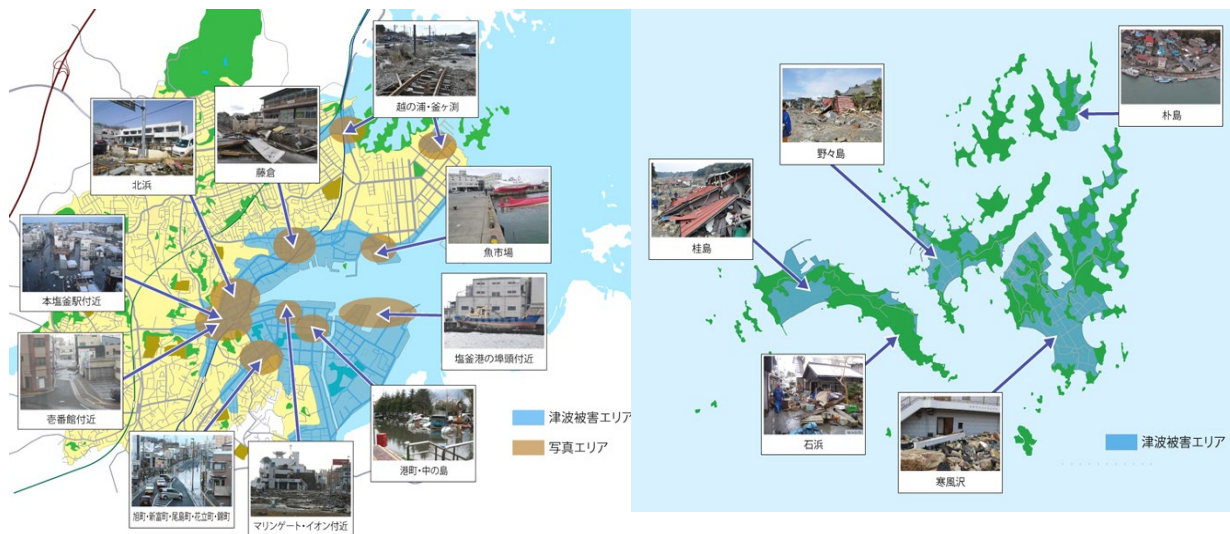 越の浦・釜ヶ渕
北浜
藤倉
魚市場
本塩釜駅付近
塩釜港の埠頭付近
壱番館付近
港町・中の島
旭町・新富町・尾島町・花立町・錦町
マリンゲート・イオン付近
津波被害エリア
写真エリア
朴島
野々島
桂島
石浜
寒風沢
津波被害エリア